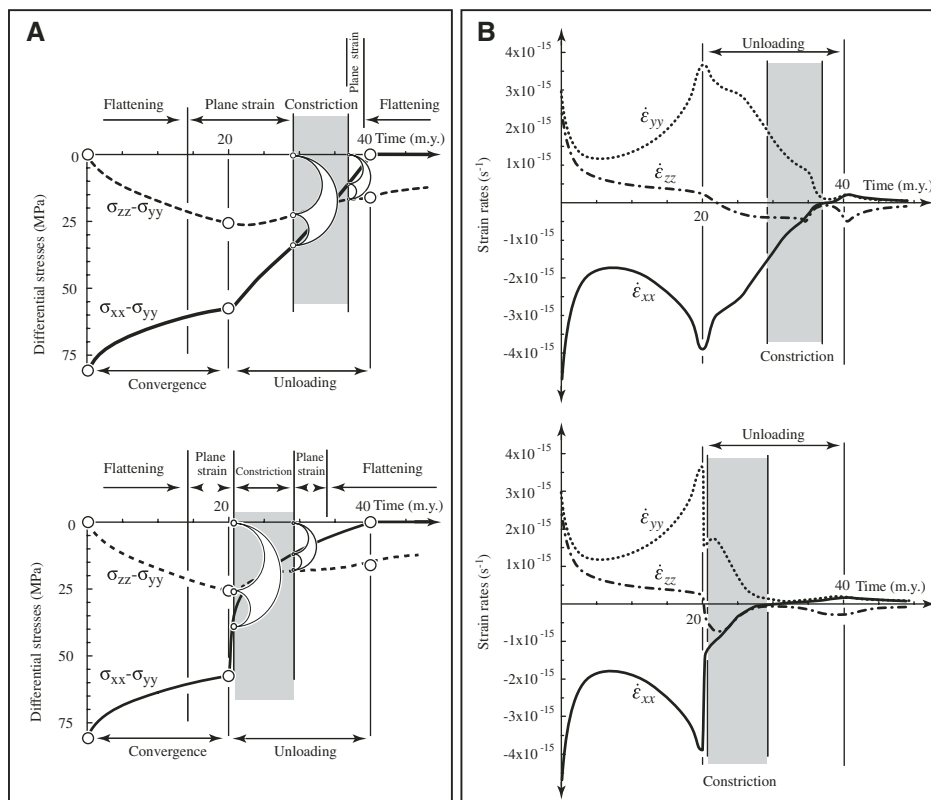 A
Plane strain
Flattening
Plane strain
Constriction
Flattening
20
40 Time (m.y.)
0
25
50
75
Differential stresses (MPa)
σzz-σyy
σxx-σyy
Convergence
Unloading
Flattening
Plane
strain
Constriction
Plane
strain
Flattening
20
40 Time (m.y.)
0
25
50
75
Differential stresses (MPa)
σzz-σyy
σxx-σyy
Convergence
Unloading
B
Unloading
4x10-15
3x10-15
2x10-15
1x10-15
-1x10-15
-2x10-15
-3x10-15
-4x10-15
Strain rates (s-1)
ε̇yy
ε̇zz
ε̇xx
20
40
Time (m.y.)
Constriction
Unloading
4x10-15
3x10-15
2x10-15
1x10-15
-1x10-15
-2x10-15
-3x10-15
-4x10-15
Strain rates (s-1)
ε̇yy
ε̇zz
ε̇xx
20
40
Time (m.y.)
Constriction